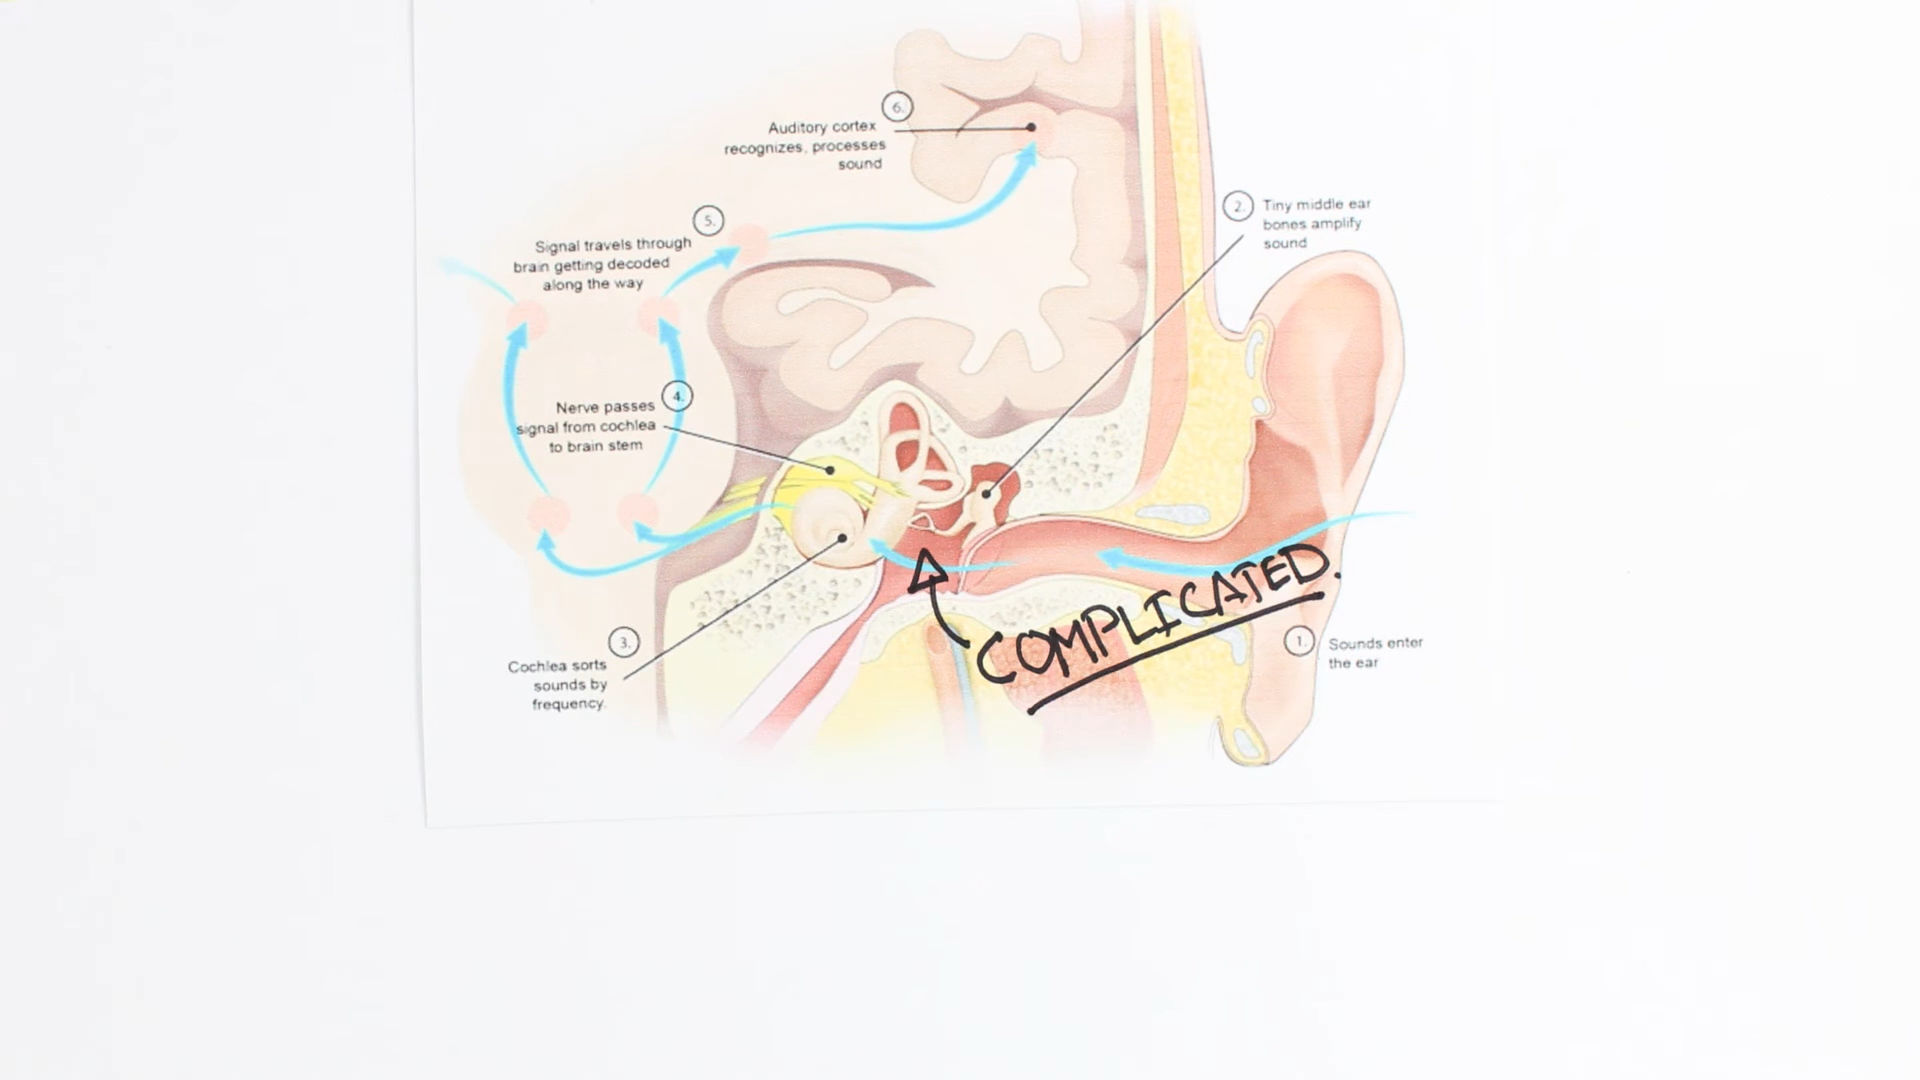 6.
Auditory cortex
recognizes, processes
sound
5.
Signal travels through
brain getting decoded
along the way
2.
Tiny middle ear
bones amplify
sound
4.
Nerve passes
signal from cochlea
to brain stem
COMPLICATED.
3.
Cochlea sorts
sounds by
frequency.
1.
Sounds enter
the ear